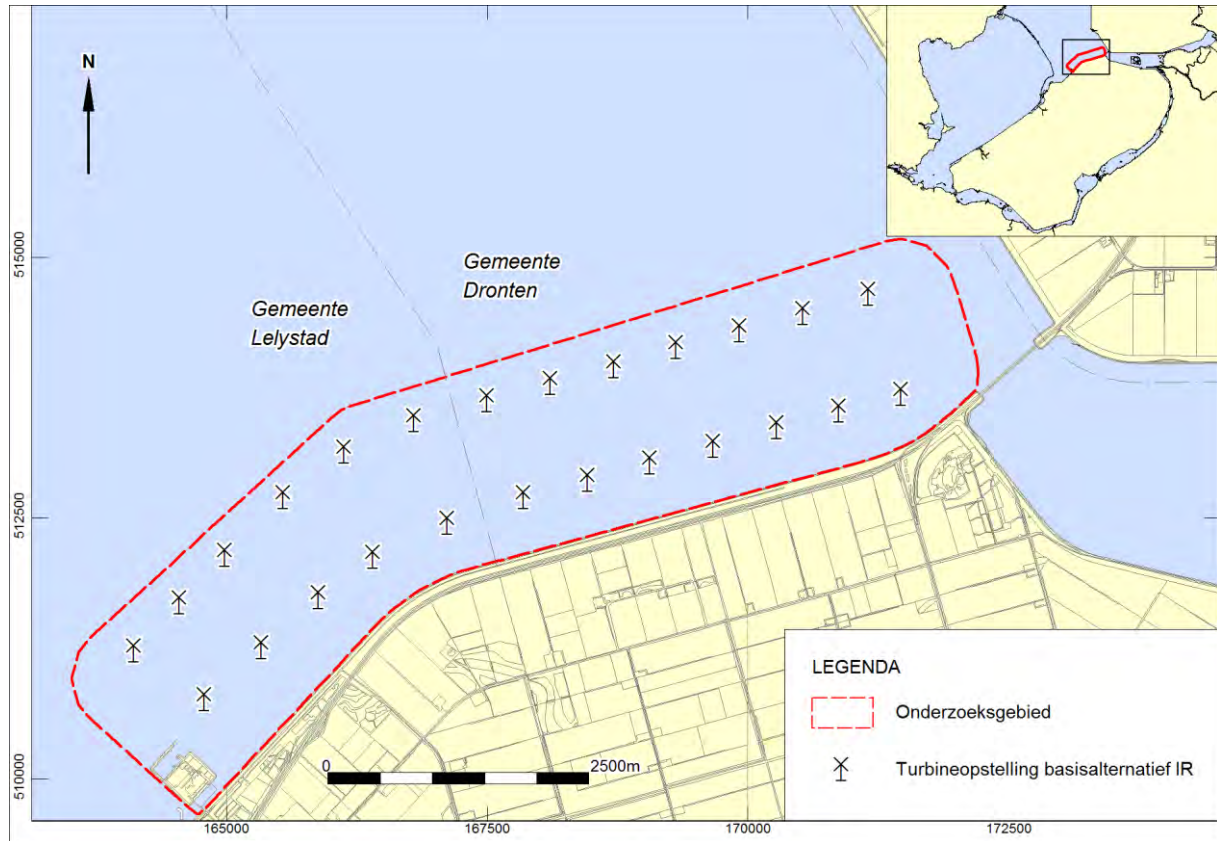 N
515000
512500
510000
Gemeente
Dronten
Gemeente
Lelystad
0 2500m
LEGENDA
Onderzoeksgebied
Turbineopstelling basisalternatief IR
165000 167500 170000 172500